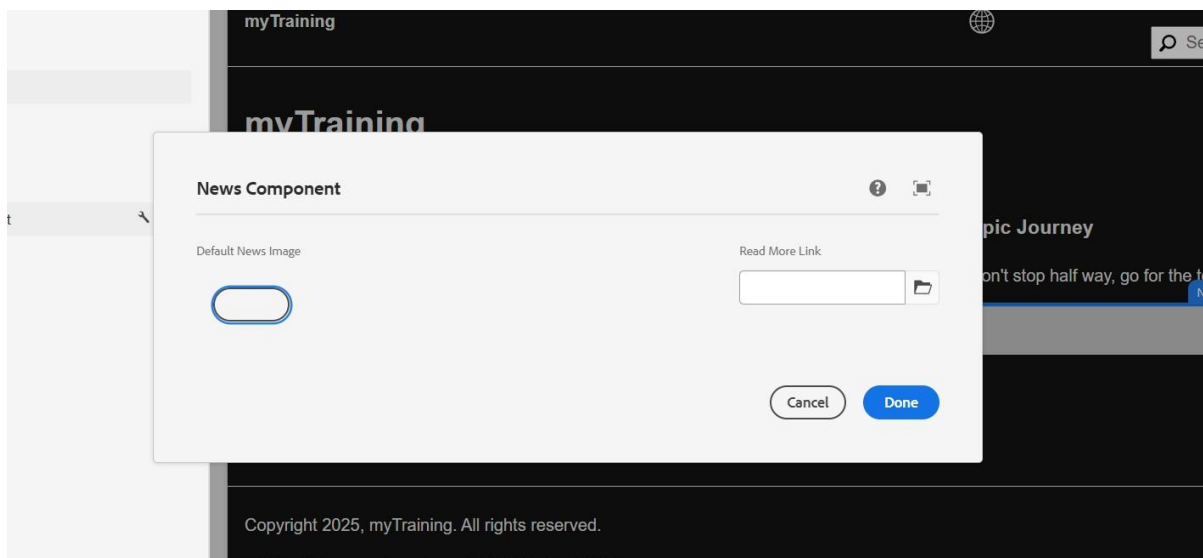 myTraining
Se
myTraining
News Component
t
pic Journey
Default News Image
Read More Link
on't stop half way, go for the t
N
Cancel
Done
Copyright 2025, myTraining. All rights reserved.